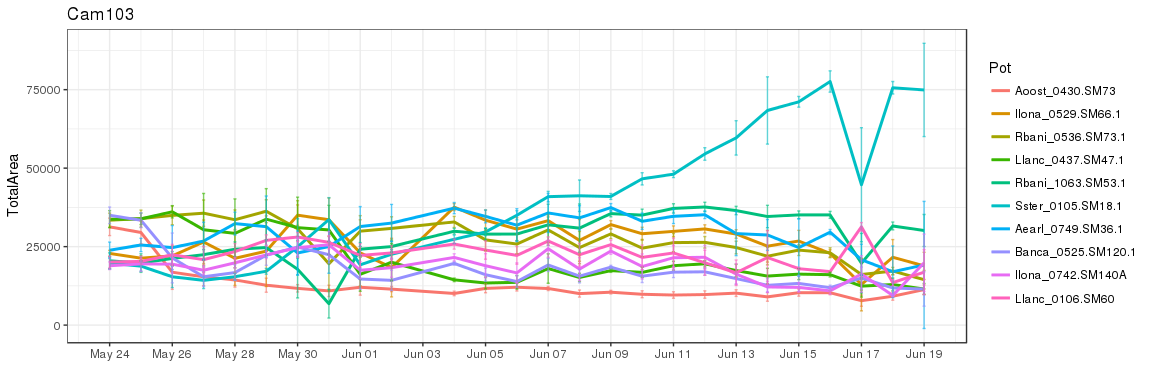 Cam103
TotalArea
75000
50000
25000
0
May 24 May 26 May 28 May 30 Jun 01 Jun 03 Jun 05 Jun 07 Jun 09 Jun 11 Jun 13 Jun 15 Jun 17 Jun 19
Pot
Aoost_0430.SM73
Ilona_0529.SM66.1
Rbani_0536.SM73.1
Llanc_0437.SM47.1
Rbani_1063.SM53.1
Sster_0105.SM18.1
Aearl_0749.SM36.1
Banca_0525.SM120.1
Ilona_0742.SM140A
Llanc_0106.SM60